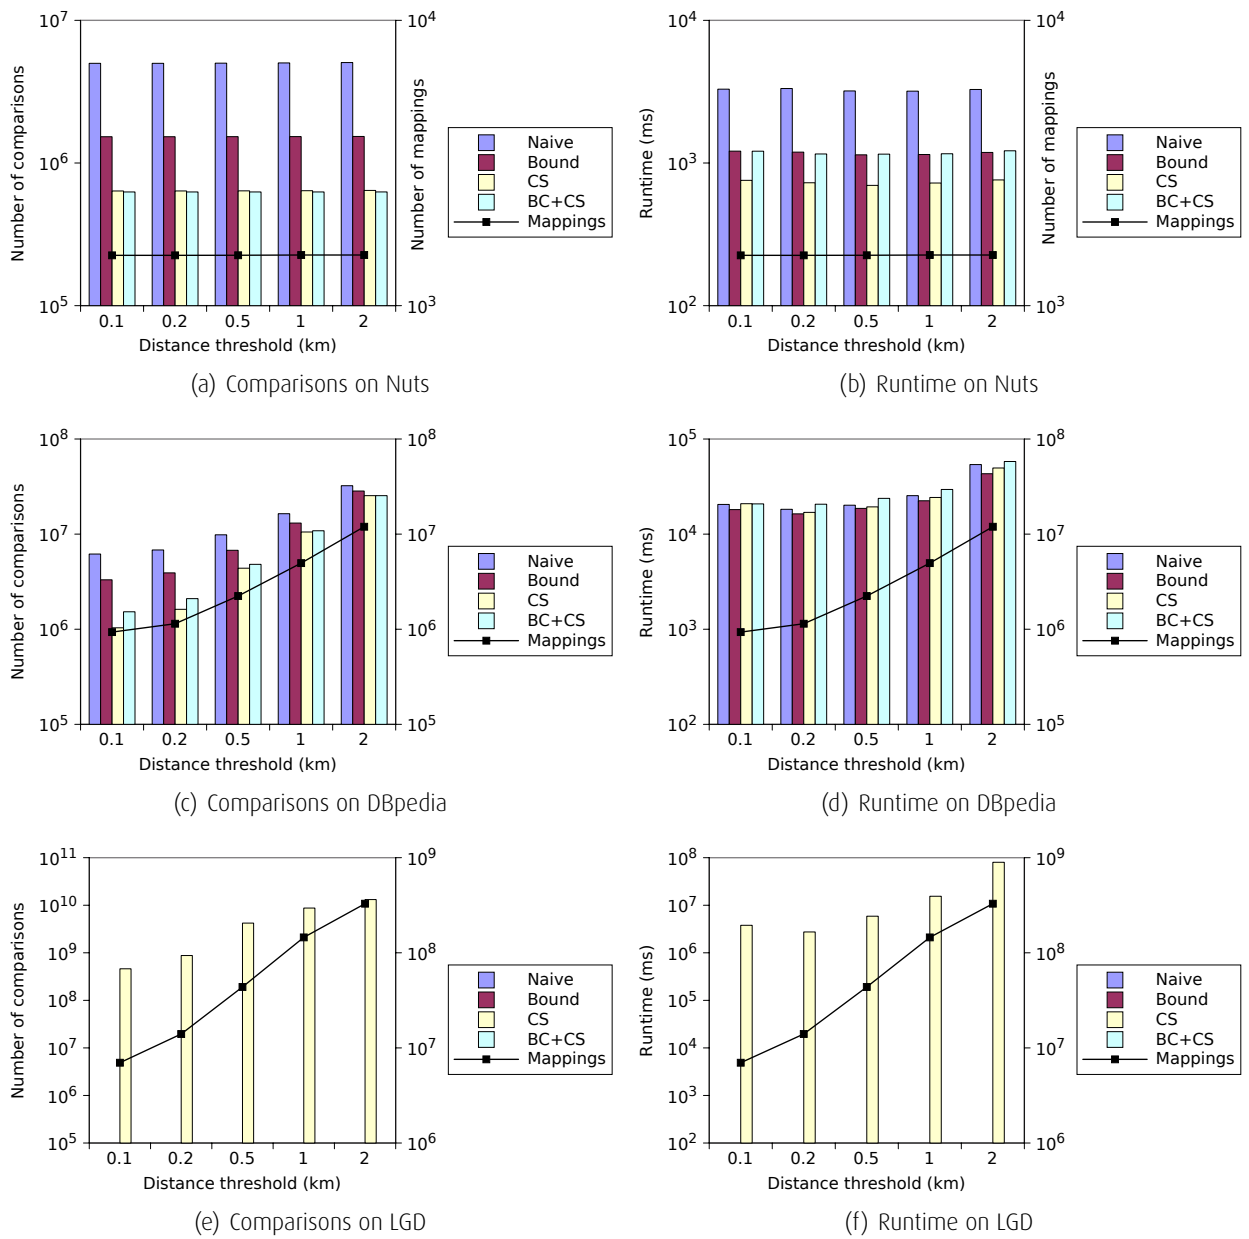 10^7
10^6
10^5
10^4
10^3
Number of comparisons
Number of mappings
0.1 0.2 0.5 1 2
Distance threshold (km)
Naive
Bound
CS
BC+CS
Mappings
(a) Comparisons on Nuts
10^4
10^3
10^2
10^4
10^3
Runtime (ms)
Number of mappings
0.1 0.2 0.5 1 2
Distance threshold (km)
Naive
Bound
CS
BC+CS
Mappings
(b) Runtime on Nuts
10^8
10^7
10^6
10^5
10^8
10^7
10^6
10^5
Number of comparisons
0.1 0.2 0.5 1 2
Distance threshold (km)
Naive
Bound
CS
BC+CS
Mappings
(c) Comparisons on DBpedia
10^5
10^4
10^3
10^2
10^8
10^7
10^6
10^5
Runtime (ms)
0.1 0.2 0.5 1 2
Distance threshold (km)
Naive
Bound
CS
BC+CS
Mappings
(d) Runtime on DBpedia
10^11
10^10
10^9
10^8
10^7
10^6
10^5
10^9
10^8
10^7
10^6
Number of comparisons
0.1 0.2 0.5 1 2
Distance threshold (km)
Naive
Bound
CS
BC+CS
Mappings
(e) Comparisons on LGD
10^8
10^7
10^6
10^5
10^4
10^3
10^2
10^9
10^8
10^7
10^6
Runtime (ms)
0.1 0.2 0.5 1 2
Distance threshold (km)
Naive
Bound
CS
BC+CS
Mappings
(f) Runtime on LGD